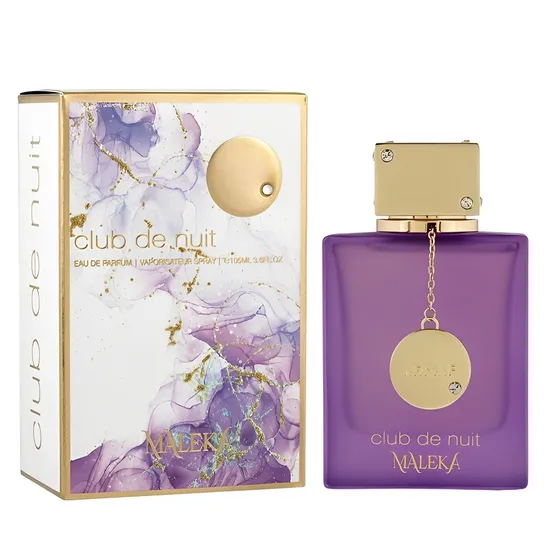 club de nuit
club de nuit
EAU DE PARFUM | VAPORISATEUR SPRAY | ℮105ML 3.6FL.OZ
MALEKA
ARMAF
club de nuit
MALEKA